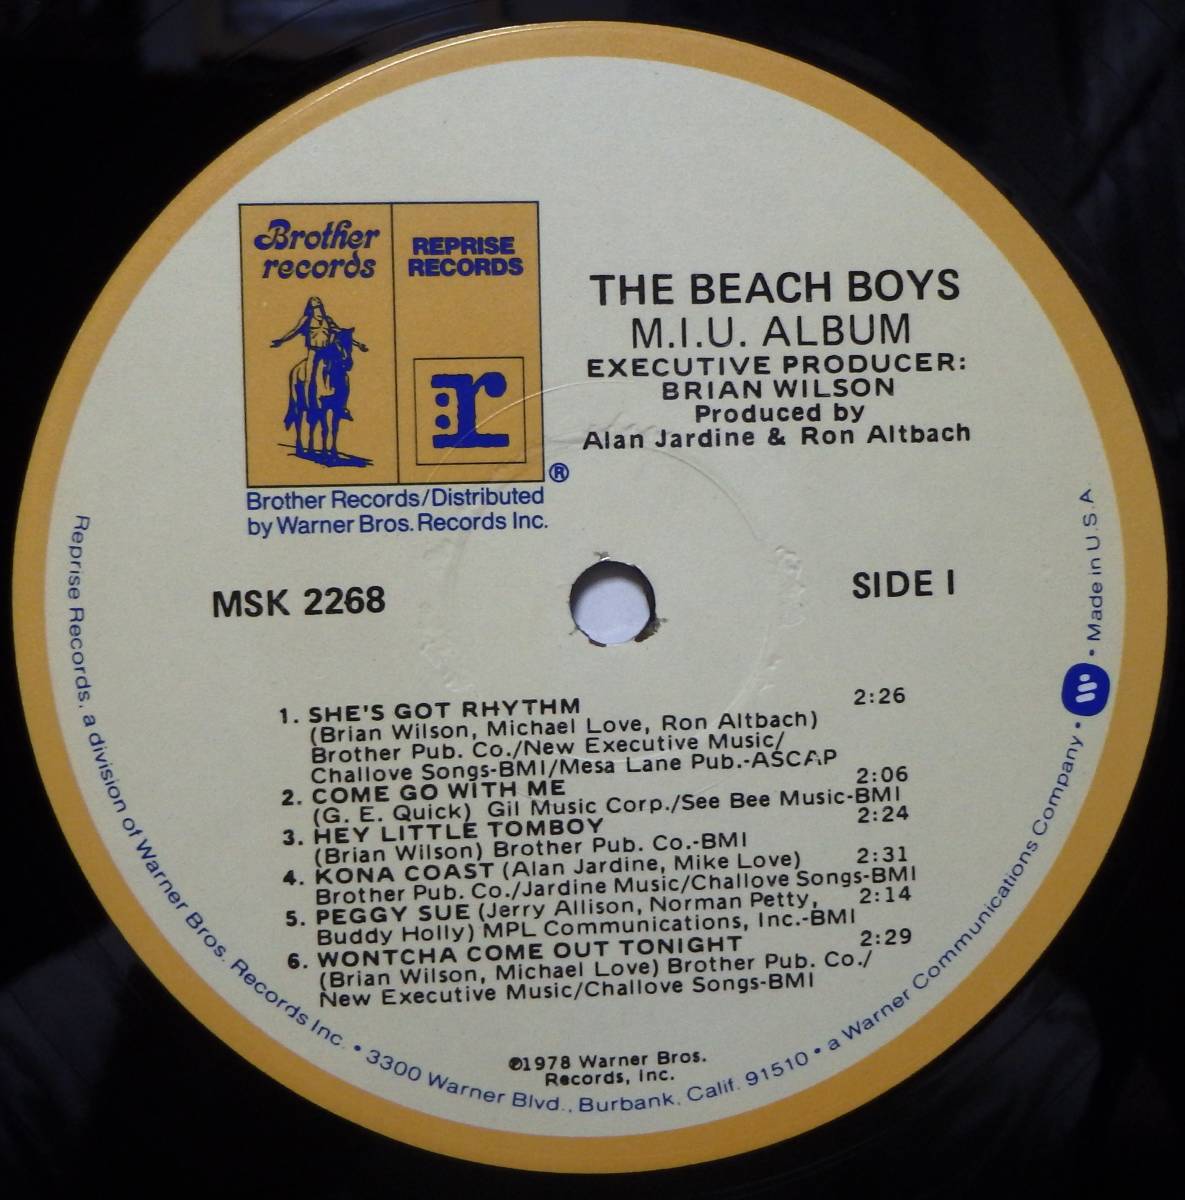 Brother
records
REPRISE
RECORDS
r
®
Brother Records/Distributed
by Warner Bros. Records Inc.
THE BEACH BOYS
M.I.U. ALBUM
EXECUTIVE PRODUCER:
BRIAN WILSON
Produced by
Alan Jardine & Ron Altbach
MSK 2268
SIDE I
1. SHE'S GOT RHYTHM 2:26
(Brian Wilson, Michael Love, Ron Altbach)
Brother Pub. Co./New Executive Music/
Challove Songs-BMI/Mesa Lane Pub.-ASCAP
2. COME GO WITH ME 2:06
(G. E. Quick) Gil Music Corp./See Bee Music-BMI
3. HEY LITTLE TOMBOY 2:24
(Brian Wilson) Brother Pub. Co.-BMI
4. KONA COAST (Alan Jardine, Mike Love) 2:31
Brother Pub. Co./Jardine Music/Challove Songs-BMI
5. PEGGY SUE (Jerry Allison, Norman Petty, 2:14
Buddy Holly) MPL Communications, Inc.-BMI
6. WONTCHA COME OUT TONIGHT 2:29
(Brian Wilson, Michael Love) Brother Pub. Co./
New Executive Music/Challove Songs-BMI
℗1978 Warner Bros.
Records, Inc.
Reprise Records, a division of Warner Bros. Records Inc. • 3300 Warner Blvd., Burbank, Calif. 91510 • a Warner Communications Company • • Made in U.S.A.